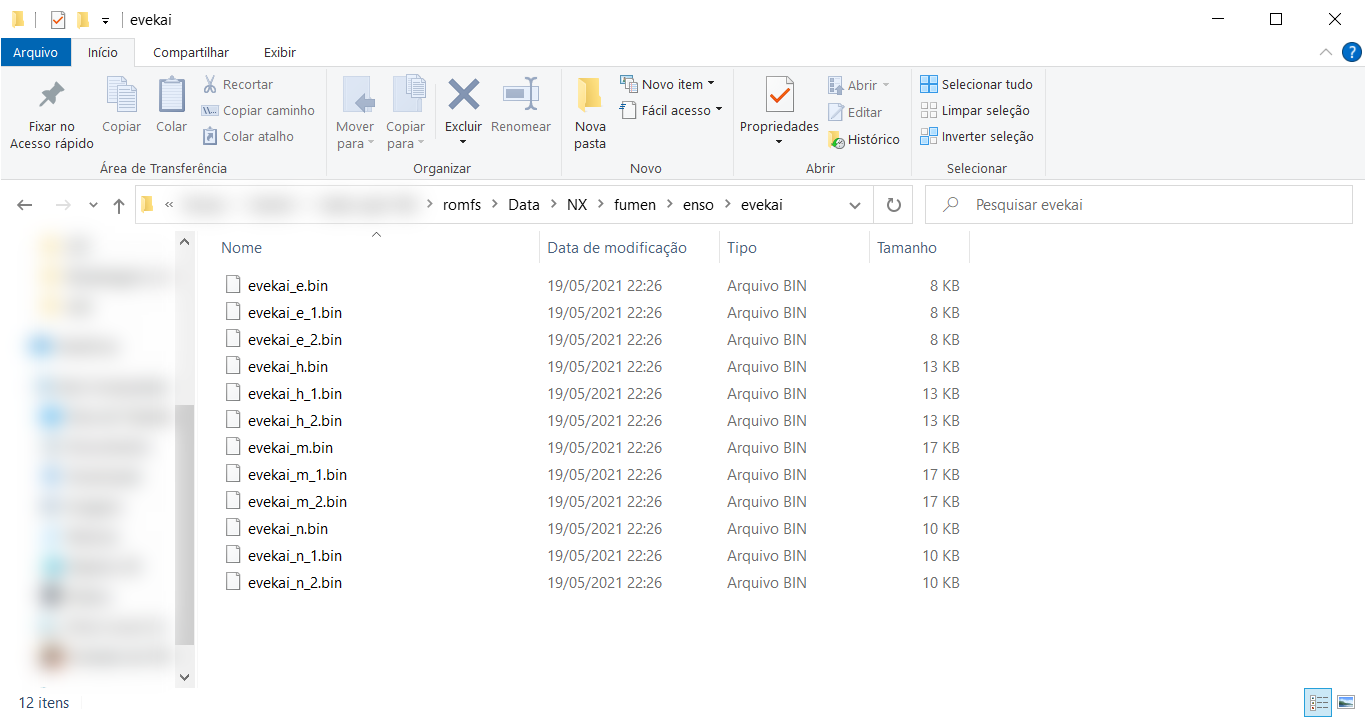 evekai
Arquivo Início Compartilhar Exibir
Fixar no Acesso rápido
Copiar
Colar
Recortar
Copiar caminho
Colar atalho
Área de Transferência
Mover para
Copiar para
Excluir
Renomear
Organizar
Nova pasta
Novo item
Fácil acesso
Novo
Propriedades
Abrir
Editar
Histórico
Abrir
Selecionar tudo
Limpar seleção
Inverter seleção
Selecionar
« romfs > Data > NX > fumen > enso > evekai
Pesquisar evekai
Nome Data de modificação Tipo Tamanho
evekai_e.bin 19/05/2021 22:26 Arquivo BIN 8 KB
evekai_e_1.bin 19/05/2021 22:26 Arquivo BIN 8 KB
evekai_e_2.bin 19/05/2021 22:26 Arquivo BIN 8 KB
evekai_h.bin 19/05/2021 22:26 Arquivo BIN 13 KB
evekai_h_1.bin 19/05/2021 22:26 Arquivo BIN 13 KB
evekai_h_2.bin 19/05/2021 22:26 Arquivo BIN 13 KB
evekai_m.bin 19/05/2021 22:26 Arquivo BIN 17 KB
evekai_m_1.bin 19/05/2021 22:26 Arquivo BIN 17 KB
evekai_m_2.bin 19/05/2021 22:26 Arquivo BIN 17 KB
evekai_n.bin 19/05/2021 22:26 Arquivo BIN 10 KB
evekai_n_1.bin 19/05/2021 22:26 Arquivo BIN 10 KB
evekai_n_2.bin 19/05/2021 22:26 Arquivo BIN 10 KB
12 itens